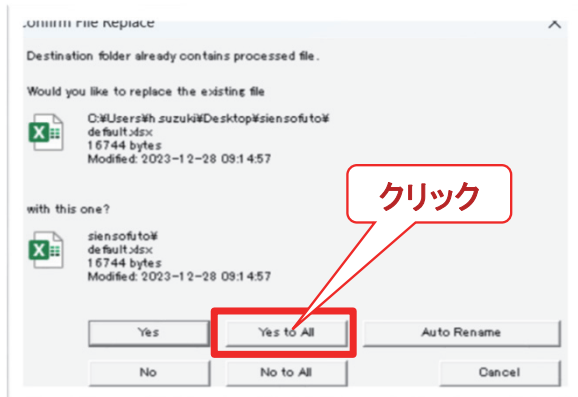 Confirm File Replace
Destination folder already contains processed file.
Would you like to replace the existing file
C:¥Users¥h.suzuki¥Desktop¥siensofuto¥
default.xlsx
16744 bytes
Modified: 2023-12-28 09:14:57
クリック
with this one?
siensofuto¥
default.xlsx
16744 bytes
Modified: 2023-12-28 09:14:57
Yes
Yes to All
Auto Rename
No
No to All
Cancel